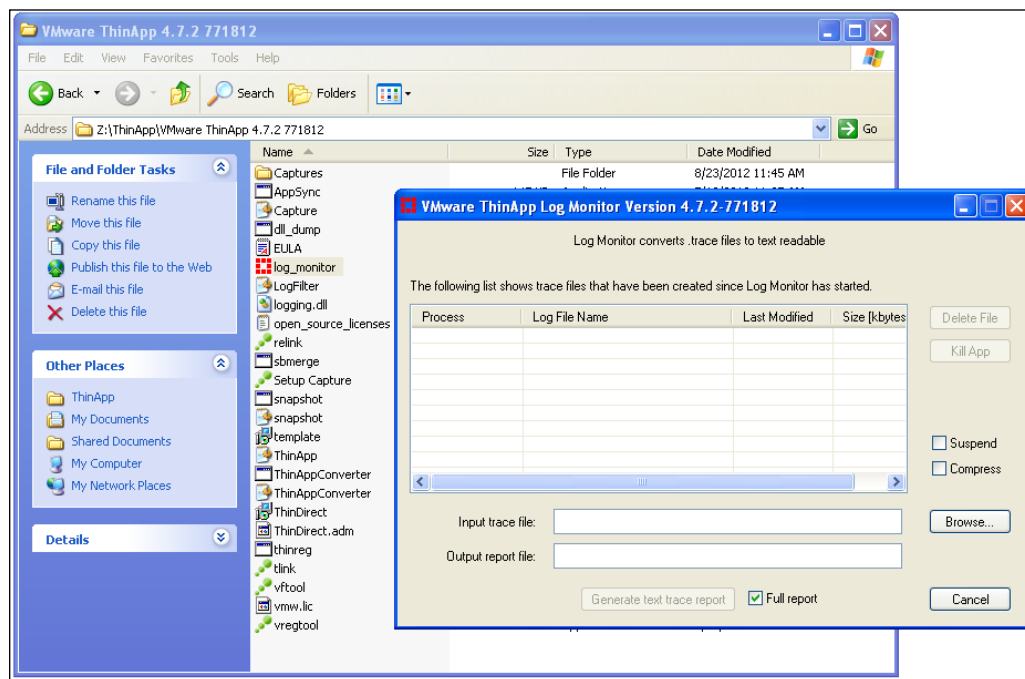 VMware ThinApp 4.7.2 771812
File Edit View Favorites Tools Help
Back Search Folders
Address Z:\ThinApp\VMware ThinApp 4.7.2 771812 Go
File and Folder Tasks
Rename this file
Move this file
Copy this file
Publish this file to the Web
E-mail this file
Delete this file
Other Places
ThinApp
My Documents
Shared Documents
My Computer
My Network Places
Details
Name Size Type Date Modified
Captures File Folder 8/23/2012 11:45 AM
AppSync
Capture
dll_dump
EULA
log_monitor
LogFilter
logging.dll
open_source_licenses
relink
sbmerge
Setup Capture
snapshot
snapshot
template
ThinApp
ThinAppConverter
ThinAppConverter
ThinDirect
ThinDirect.adm
thinreg
tlink
vftool
vmw.lic
vregtool
VMware ThinApp Log Monitor Version 4.7.2-771812
Log Monitor converts .trace files to text readable
The following list shows trace files that have been created since Log Monitor has started.
Process Log File Name Last Modified Size [kbytes
Delete File
Kill App
Suspend
Compress
Input trace file: Browse...
Output report file:
Generate text trace report Full report Cancel